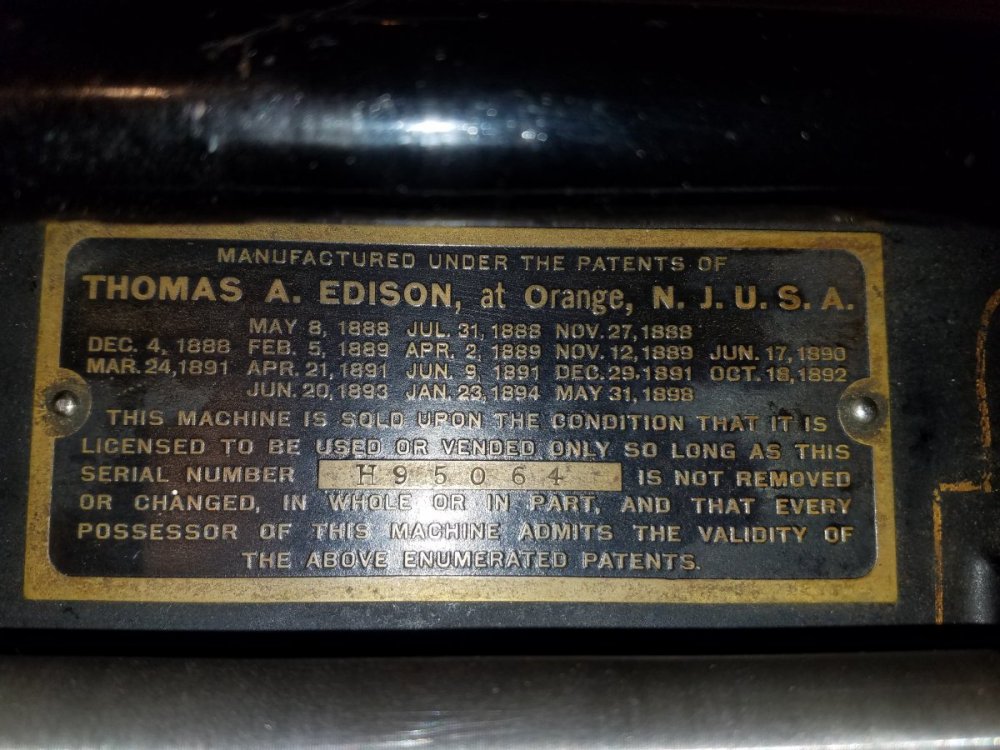 MANUFACTURED UNDER THE PATENTS OF
THOMAS A. EDISON, at Orange, N. J. U. S. A.
MAY 8, 1888 JUL. 31, 1888 NOV. 27, 1888
DEC. 4, 1888 FEB. 5, 1889 APR. 2, 1889 NOV. 12, 1889 JUN. 17, 1890
MAR. 24, 1891 APR. 21, 1891 JUN. 9, 1891 DEC. 29, 1891 OCT. 18, 1892
JUN. 20, 1893 JAN. 23, 1894 MAY 31, 1898
THIS MACHINE IS SOLD UPON THE CONDITION THAT IT IS
LICENSED TO BE USED OR VENDED ONLY SO LONG AS THIS
SERIAL NUMBER H95064 IS NOT REMOVED
OR CHANGED, IN WHOLE OR IN PART, AND THAT EVERY
POSSESSOR OF THIS MACHINE ADMITS THE VALIDITY OF
THE ABOVE ENUMERATED PATENTS.